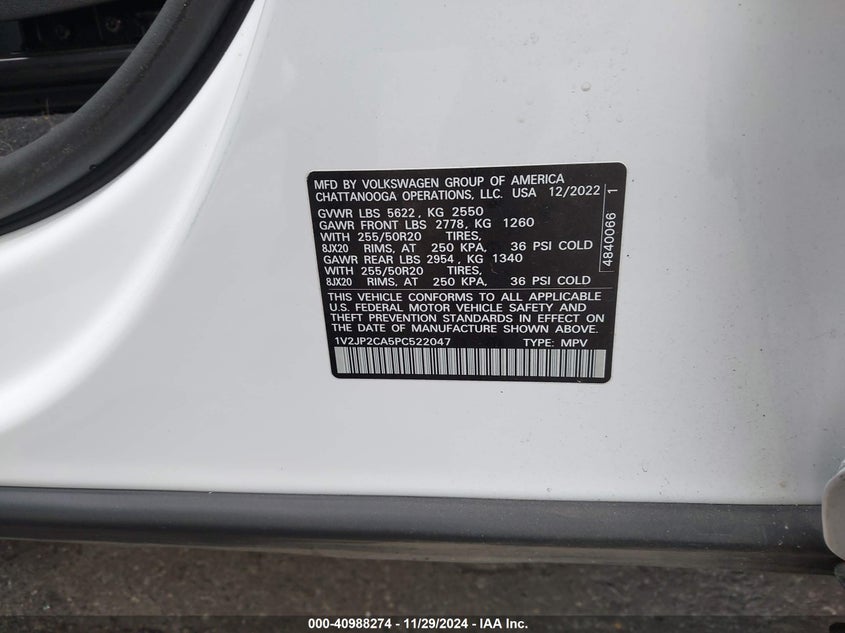 MFD BY VOLKSWAGEN GROUP OF AMERICA
CHATTANOOGA OPERATIONS, LLC. USA 12/2022
GVWR LBS 5622, KG 2550
GAWR FRONT LBS 2778, KG 1260
WITH 255/50R20 TIRES,
8JX20 RIMS, AT 250 KPA, 36 PSI COLD
GAWR REAR LBS 2954, KG 1340
WITH 255/50R20 TIRES,
8JX20 RIMS, AT 250 KPA, 36 PSI COLD
THIS VEHICLE CONFORMS TO ALL APPLICABLE
U.S. FEDERAL MOTOR VEHICLE SAFETY AND
THEFT PREVENTION STANDARDS IN EFFECT ON
THE DATE OF MANUFACTURE SHOWN ABOVE.
1V2JP2CA5PC522047 TYPE: MPV
4840066 1
000-40988274 - 11/29/2024 - IAA Inc.